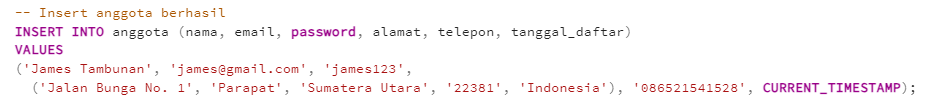 -- Insert anggota berhasil
INSERT INTO anggota (nama, email, password, alamat, telepon, tanggal_daftar)
VALUES
('James Tambunan', 'james@gmail.com', 'james123',
('Jalan Bunga No. 1', 'Parapat', 'Sumatera Utara', '22381', 'Indonesia'), '086521541528', CURRENT_TIMESTAMP);